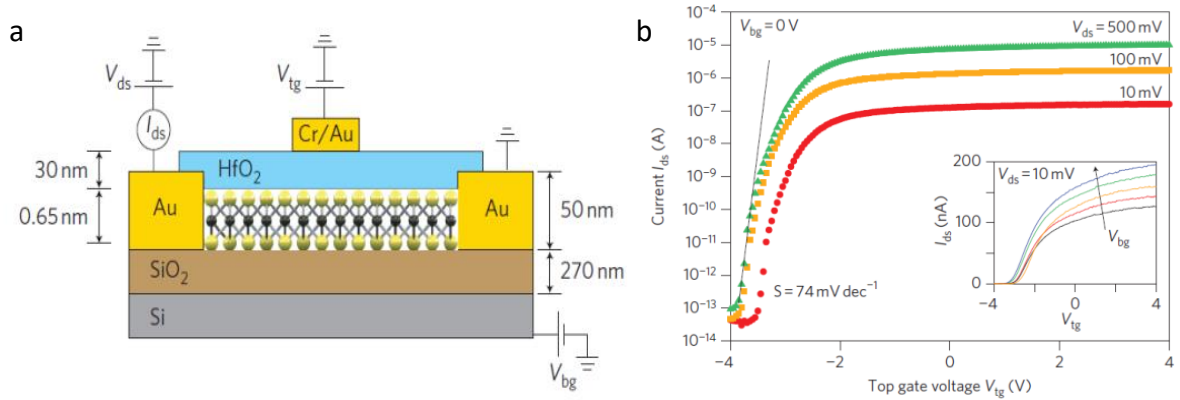 a
V_ds
V_tg
I_ds
Cr/Au
30 nm
HfO₂
0.65 nm
Au
Au
50 nm
SiO₂
270 nm
Si
V_bg
b
V_bg = 0 V
V_ds = 500 mV
100 mV
10 mV
S = 74 mV dec⁻¹
Current I_ds (A)
10⁻⁴
10⁻⁵
10⁻⁶
10⁻⁷
10⁻⁸
10⁻⁹
10⁻¹⁰
10⁻¹¹
10⁻¹²
10⁻¹³
10⁻¹⁴
−4
−2
0
2
4
Top gate voltage V_tg (V)
V_ds = 10 mV
V_bg
I_ds (nA)
200
100
0
−4
0
4
V_tg